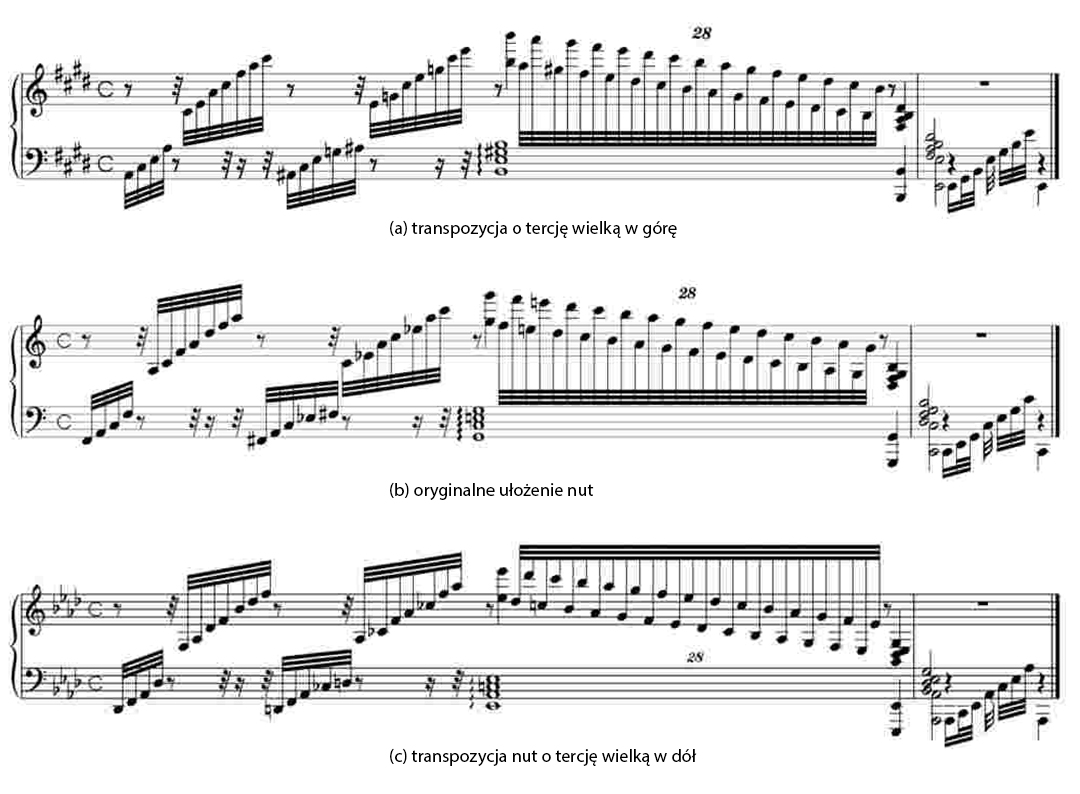 28
(a) transpozycja o tercję wielką w górę
28
(b) oryginalne ułożenie nut
28
(c) transpozycja nut o tercję wielką w dół